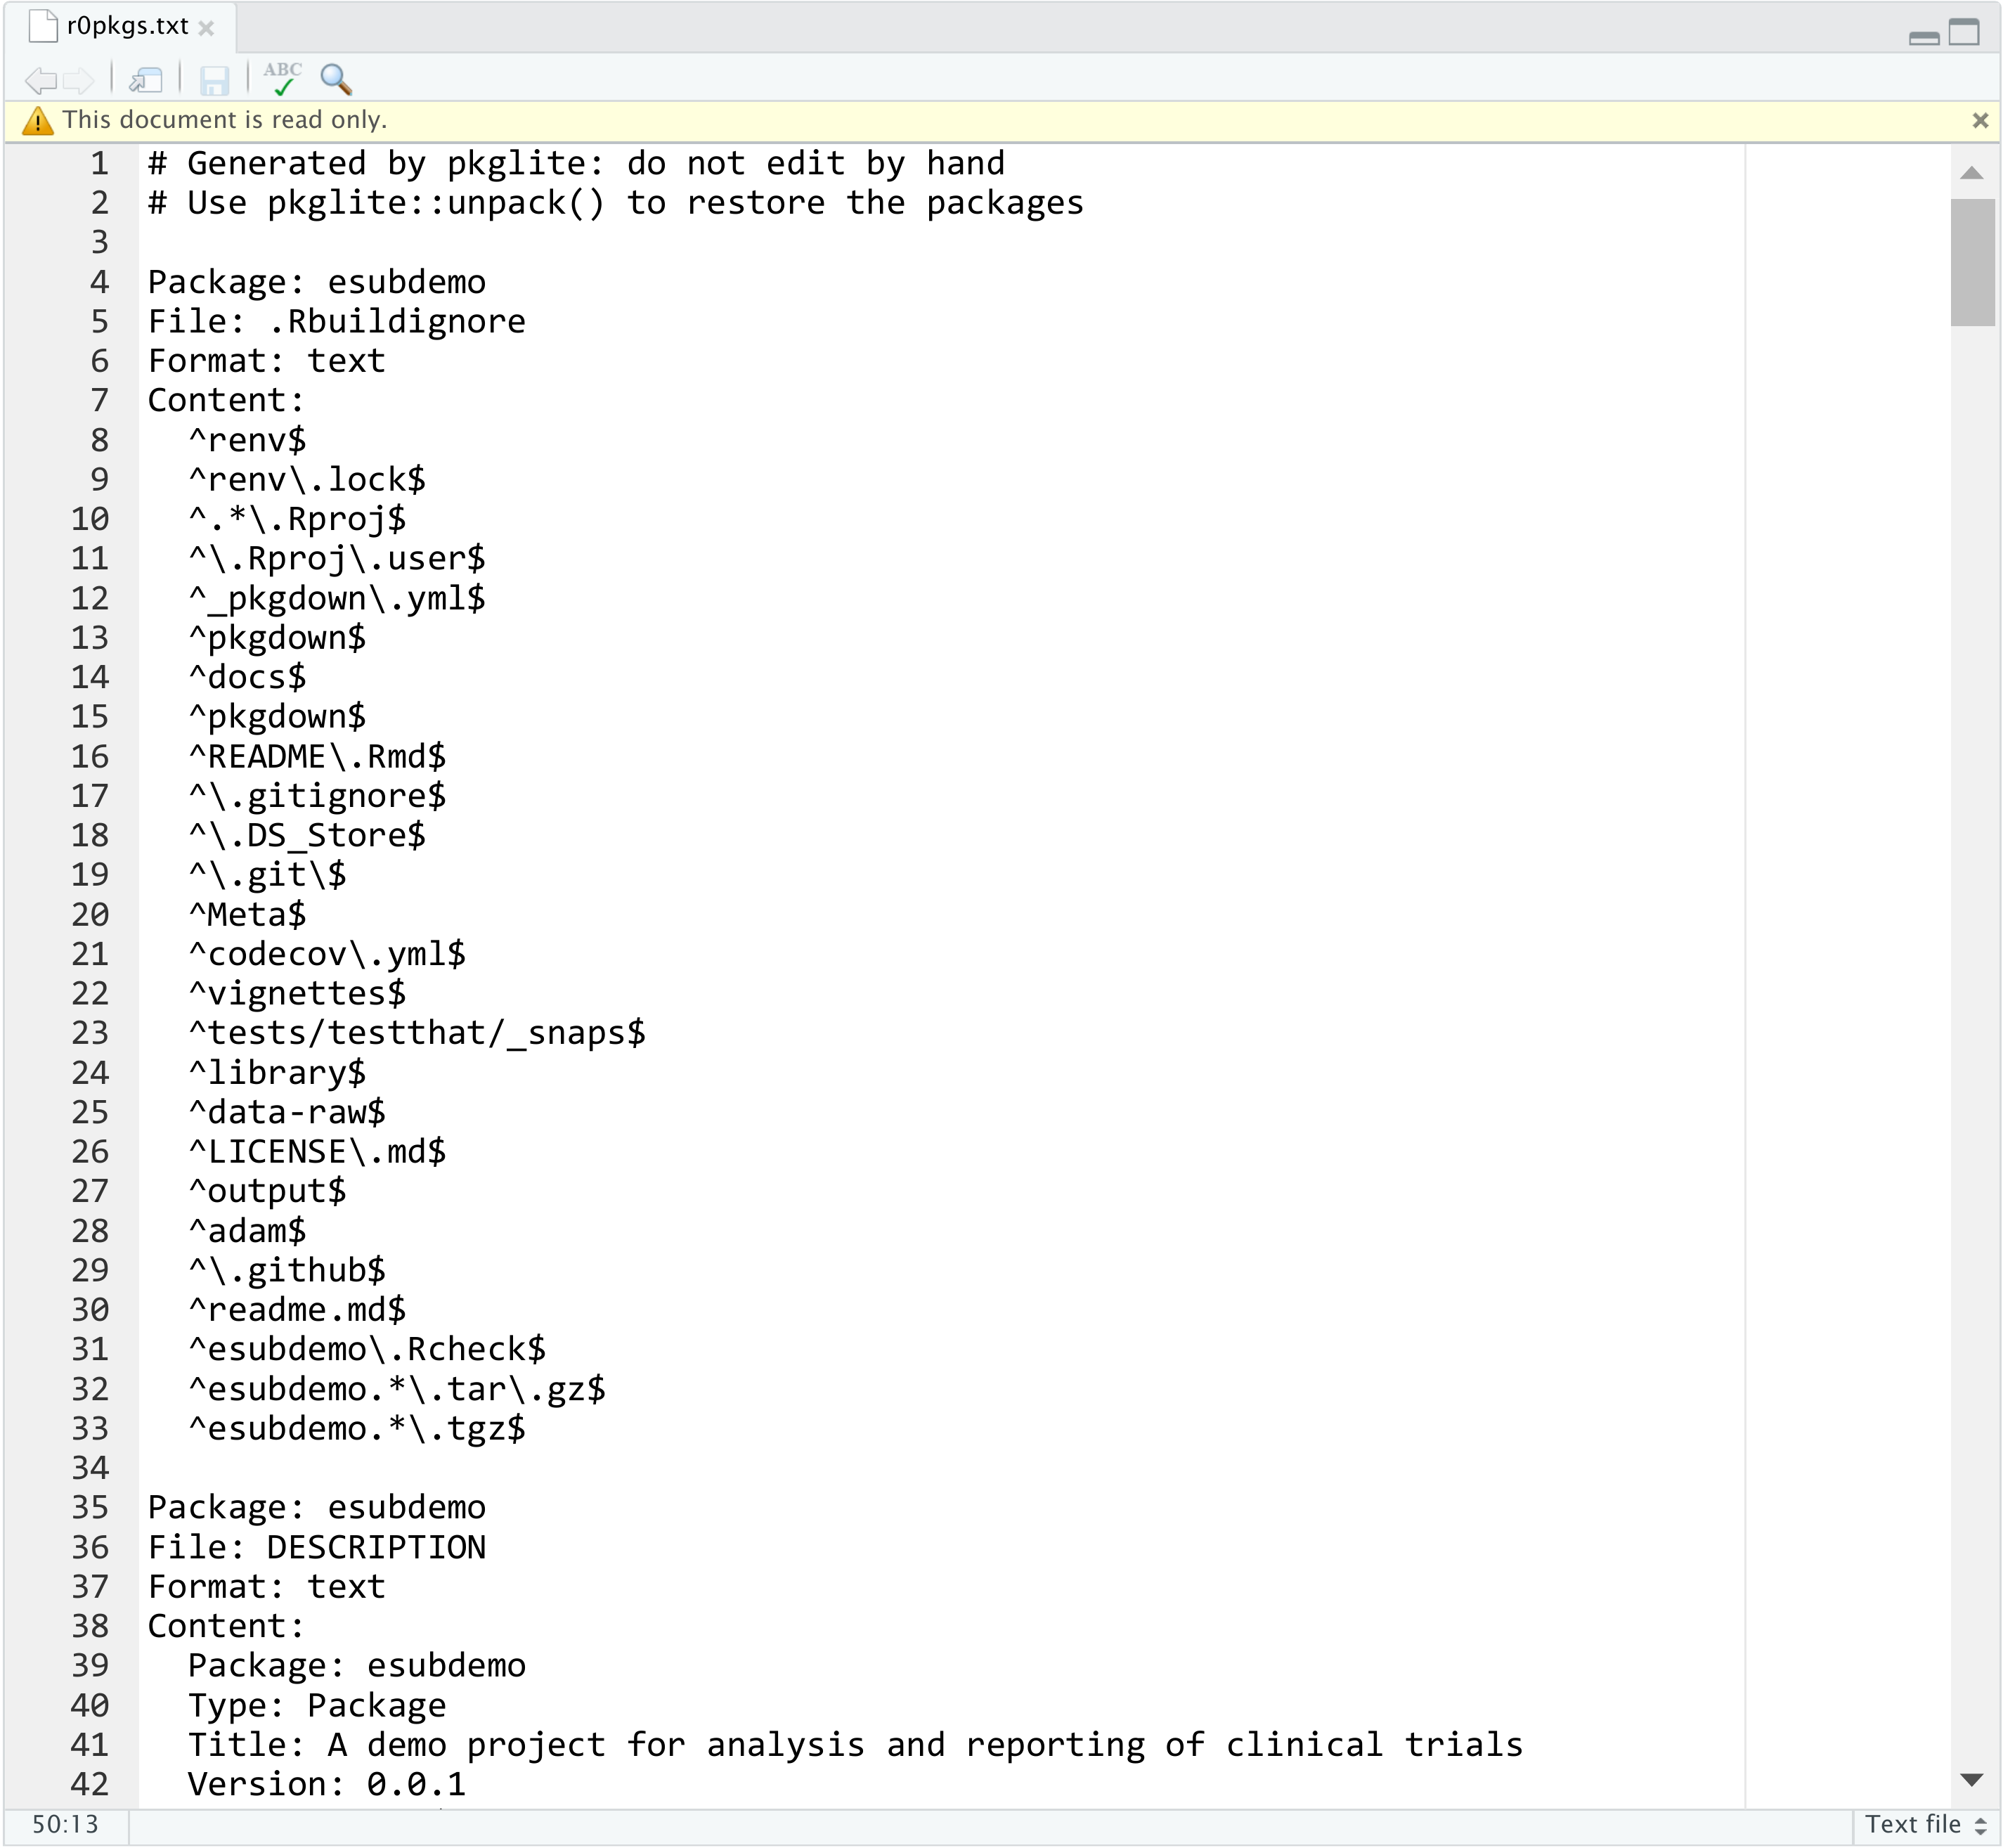 r0pkgs.txt
ABC
This document is read only.
1 # Generated by pkglite: do not edit by hand
2 # Use pkglite::unpack() to restore the packages
3
4 Package: esubdemo
5 File: .Rbuildignore
6 Format: text
7 Content:
8   ^renv$
9   ^renv\.lock$
10   ^.*\.Rproj$
11   ^\.Rproj\.user$
12   ^_pkgdown\.yml$
13   ^pkgdown$
14   ^docs$
15   ^pkgdown$
16   ^README\.Rmd$
17   ^\.gitignore$
18   ^\.DS_Store$
19   ^\.git\$
20   ^Meta$
21   ^codecov\.yml$
22   ^vignettes$
23   ^tests/testthat/_snaps$
24   ^library$
25   ^data-raw$
26   ^LICENSE\.md$
27   ^output$
28   ^adam$
29   ^\.github$
30   ^readme.md$
31   ^esubdemo\.Rcheck$
32   ^esubdemo.*\.tar\.gz$
33   ^esubdemo.*\.tgz$
34
35 Package: esubdemo
36 File: DESCRIPTION
37 Format: text
38 Content:
39   Package: esubdemo
40   Type: Package
41   Title: A demo project for analysis and reporting of clinical trials
42   Version: 0.0.1
50:13
Text file